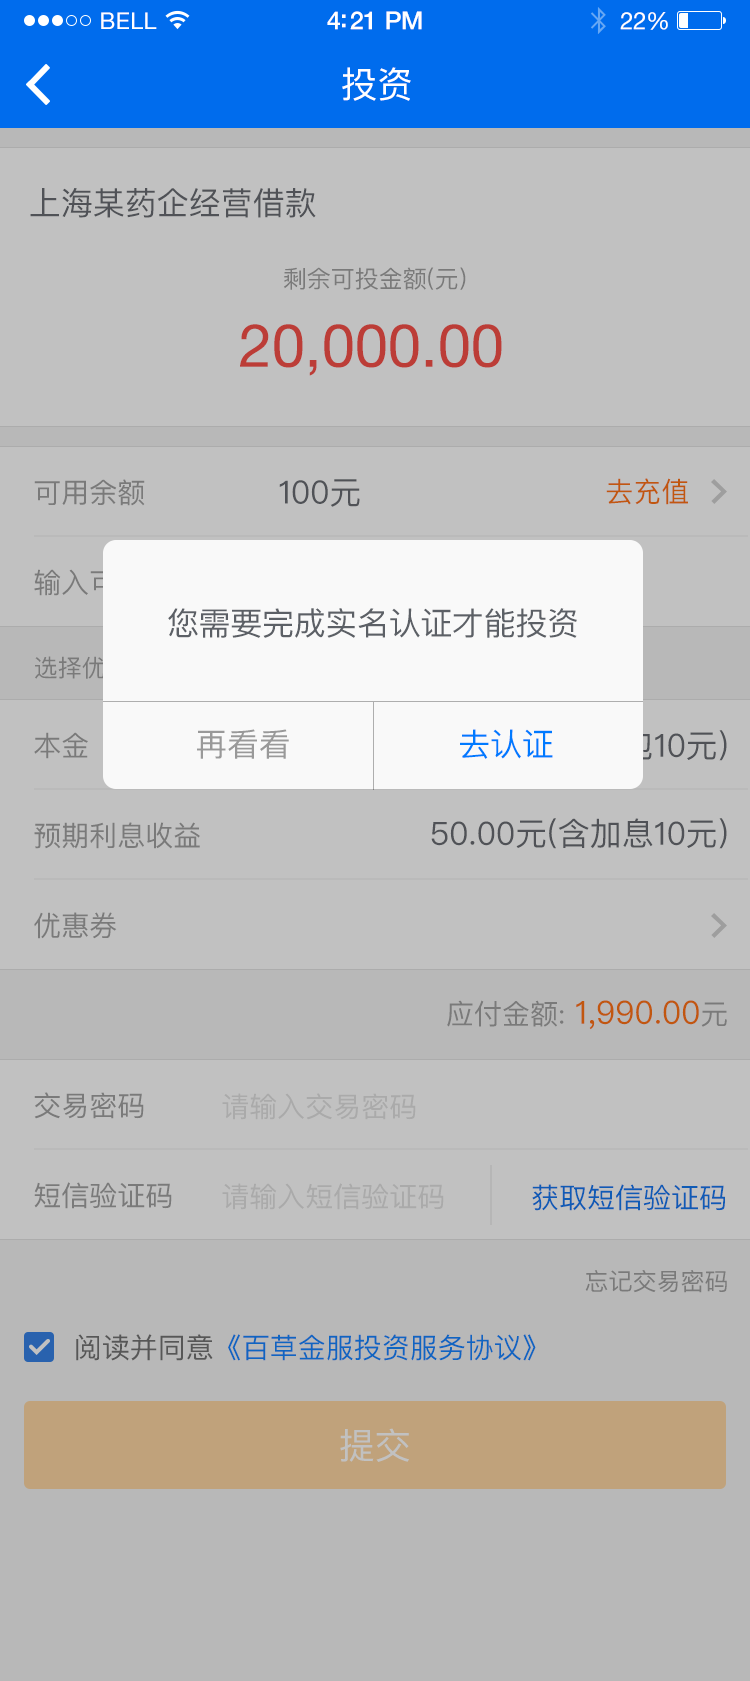 BELL 4:21 PM 22%
投资
上海某药企经营借款
剩余可投金额(元)
20,000.00
可用余额 100元 去充值
输入
您需要完成实名认证才能投资
选择优
再看看 去认证
本金 10元)
预期利息收益 50.00元(含加息10元)
优惠券
应付金额: 1,990.00元
交易密码 请输入交易密码
短信验证码 请输入短信验证码 获取短信验证码
忘记交易密码
阅读并同意《百草金服投资服务协议》
提交